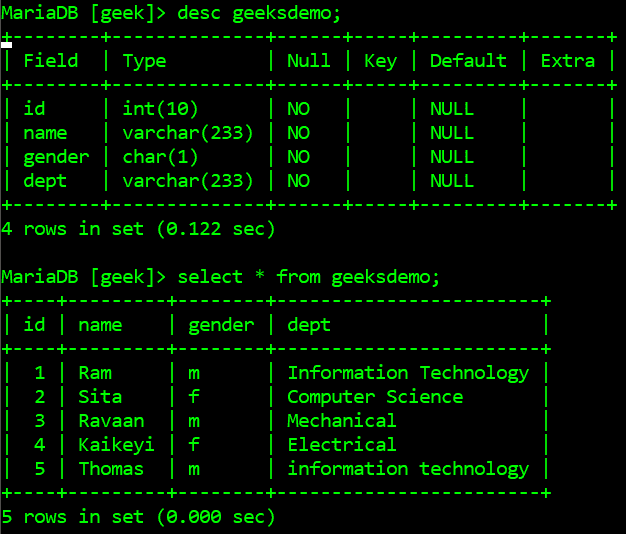 MariaDB [geek]> desc geeksdemo;
+--------+--------------+------+-----+---------+-------+
| Field  | Type         | Null | Key | Default | Extra |
+--------+--------------+------+-----+---------+-------+
| id     | int(10)      | NO   |     | NULL    |       |
| name   | varchar(233) | NO   |     | NULL    |       |
| gender | char(1)      | NO   |     | NULL    |       |
| dept   | varchar(233) | NO   |     | NULL    |       |
+--------+--------------+------+-----+---------+-------+
4 rows in set (0.122 sec)
MariaDB [geek]> select * from geeksdemo;
+----+---------+--------+------------------------+
| id | name    | gender | dept                   |
+----+---------+--------+------------------------+
|  1 | Ram     | m      | Information Technology |
|  2 | Sita    | f      | Computer Science       |
|  3 | Ravaan  | m      | Mechanical             |
|  4 | Kaikeyi | f      | Electrical             |
|  5 | Thomas  | m      | information technology |
+----+---------+--------+------------------------+
5 rows in set (0.000 sec)